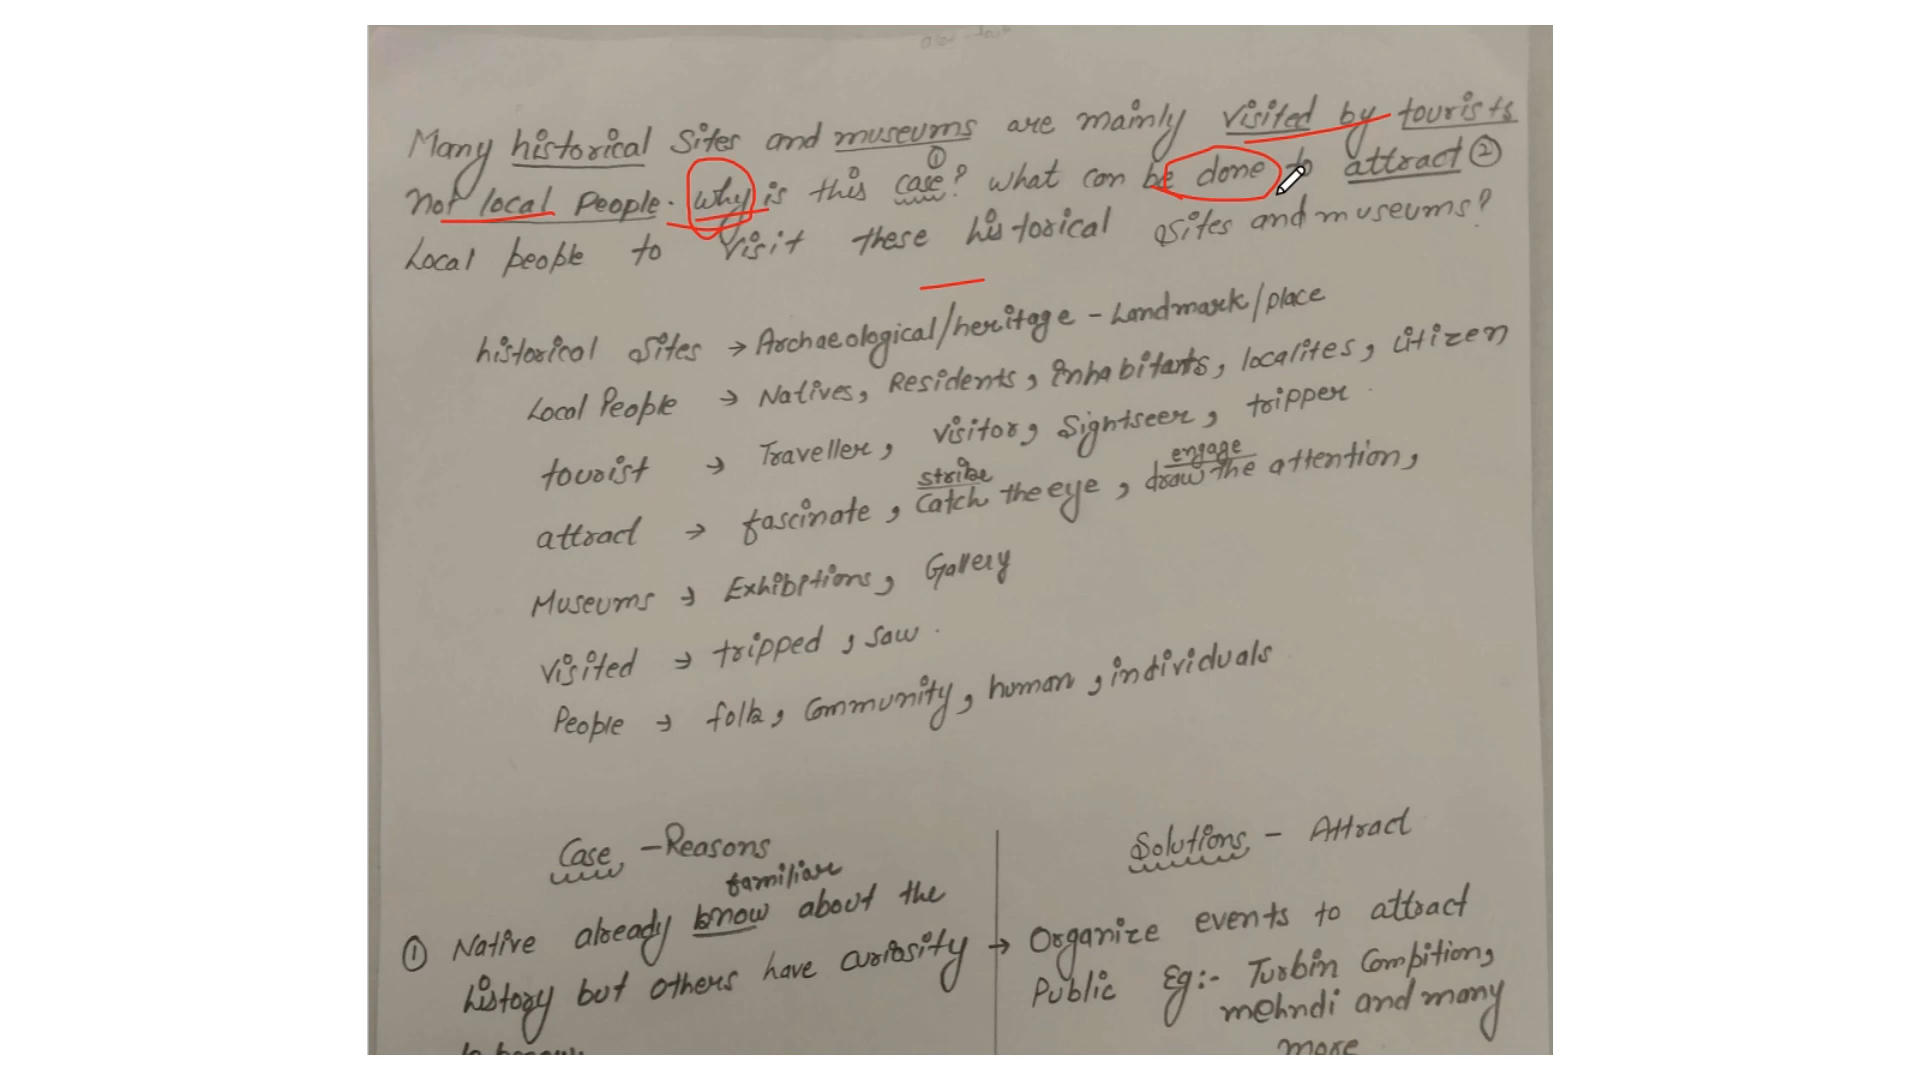 Many historical Sites and museums are mainly visited by tourists
not local People. Why is this case? ① What can be done to attract ②
Local people to visit these historical Sites and museums?
historical Sites → Archaeological/heritage - Landmark/place
Local People → Natives, Residents, Inhabitants, localites, citizen
tourist → Traveller, visitor, Sightseer, tripper
strike engage
attract → fascinate, Catch the eye, draw the attention,
Museums → Exhibitions, Gallery
Visited → tripped, saw.
People → folk, Community, human, individuals
Case - Reasons
familiar
① Native already know about the
history but others have curiosity
to know.
Solutions - Attract
→ Organize events to attract
Public Eg:- Turbin Compition,
mehndi and many
more